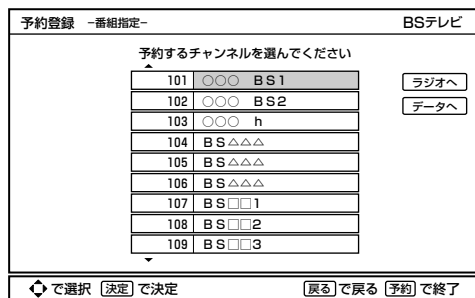 予約登録 −番組指定− BSテレビ
予約するチャンネルを選んでください
101 ○○○ BS1
102 ○○○ BS2
103 ○○○ h
104 BS△△△
105 BS△△△
106 BS△△△
107 BS□□1
108 BS□□2
109 BS□□3
ラジオへ
データへ
で選択 決定 で決定 戻る で戻る 予約 で終了